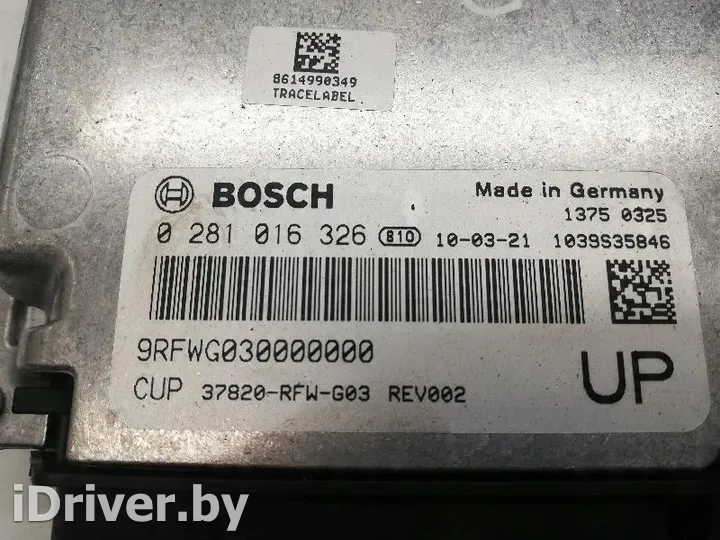 8614990349
TRACELABEL
BOSCH
Made in Germany
1375 0325
0 281 016 326 810 10-03-21 1039S35846
9RFWG030000000
CUP 37820-RFW-G03 REV002
UP
iDriver.by